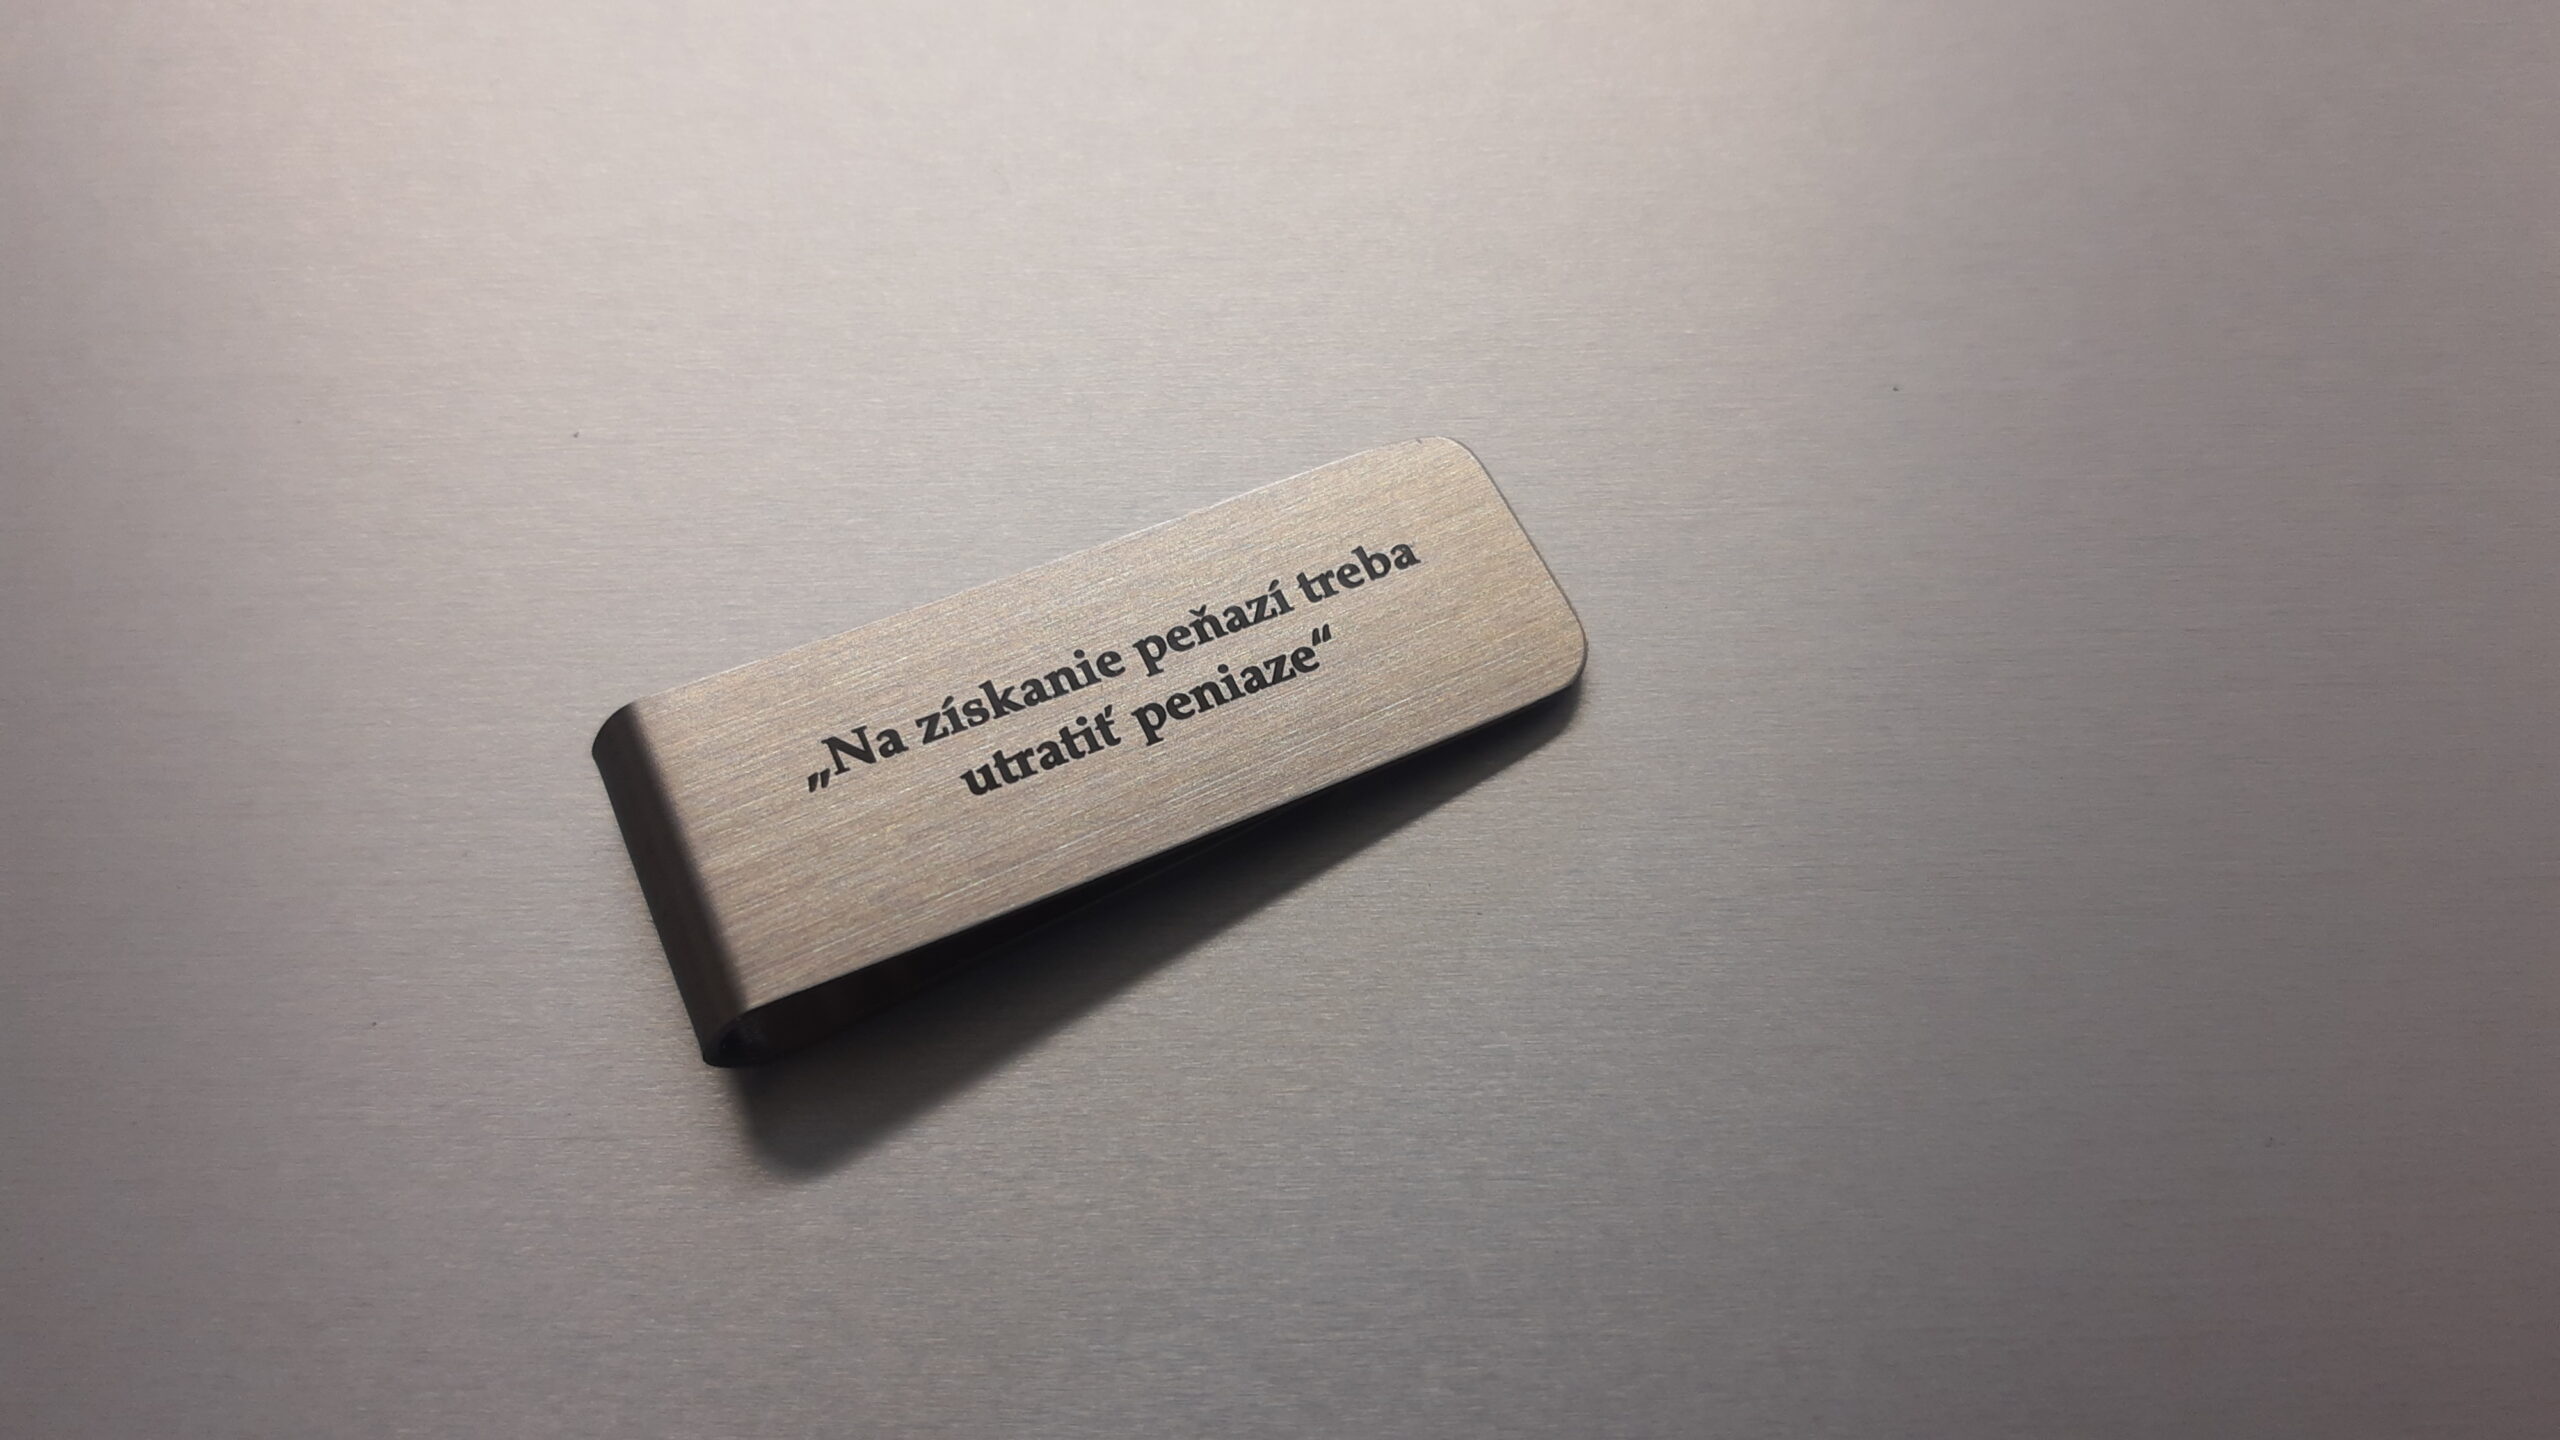 „Na získanie peňazí treba
utratiť peniaze“